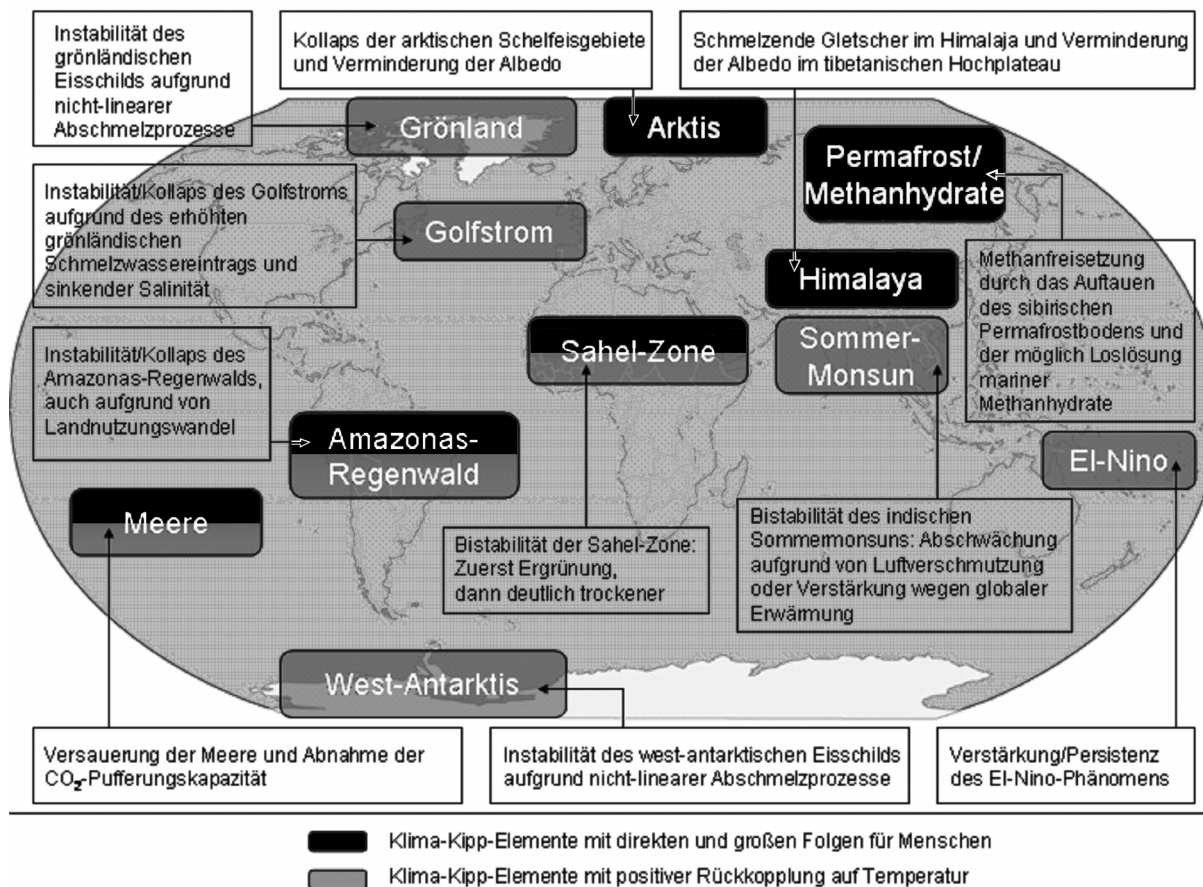 Instabilität des
grönländischen
Eisschilds aufgrund
nicht-linearer
Abschmelzprozesse
Kollaps der arktischen Schelfeisgebiete
und Verminderung der Albedo
Schmelzende Gletscher im Himalaja und Verminderung
der Albedo im tibetanischen Hochplateau
Grönland
Arktis
Permafrost/
Methanhydrate
Instabilität/Kollaps des Golfstroms
aufgrund des erhöhten
grönländischen
Schmelzwassereintrags und
sinkender Salinität
Golfstrom
Himalaya
Methanfreisetzung
durch das Auftauen
des sibirischen
Permafrostbodens und
der möglich Loslösung
mariner
Methanhydrate
Instabilität/Kollaps des
Amazonas-Regenwalds,
auch aufgrund von
Landnutzungswandel
Sahel-Zone
Sommer-
Monsun
Amazonas-
Regenwald
El-Nino
Meere
Bistabilität der Sahel-Zone:
Zuerst Ergrünung,
dann deutlich trockener
Bistabilität des indischen
Sommermonsuns: Abschwächung
aufgrund von Luftverschmutzung
oder Verstärkung wegen globaler
Erwärmung
West-Antarktis
Versauerung der Meere und Abnahme der
CO₂-Pufferungskapazität
Instabilität des west-antarktischen Eisschilds
aufgrund nicht-linearer Abschmelzprozesse
Verstärkung/Persistenz
des El-Nino-Phänomens
Klima-Kipp-Elemente mit direkten und großen Folgen für Menschen
Klima-Kipp-Elemente mit positiver Rückkopplung auf Temperatur